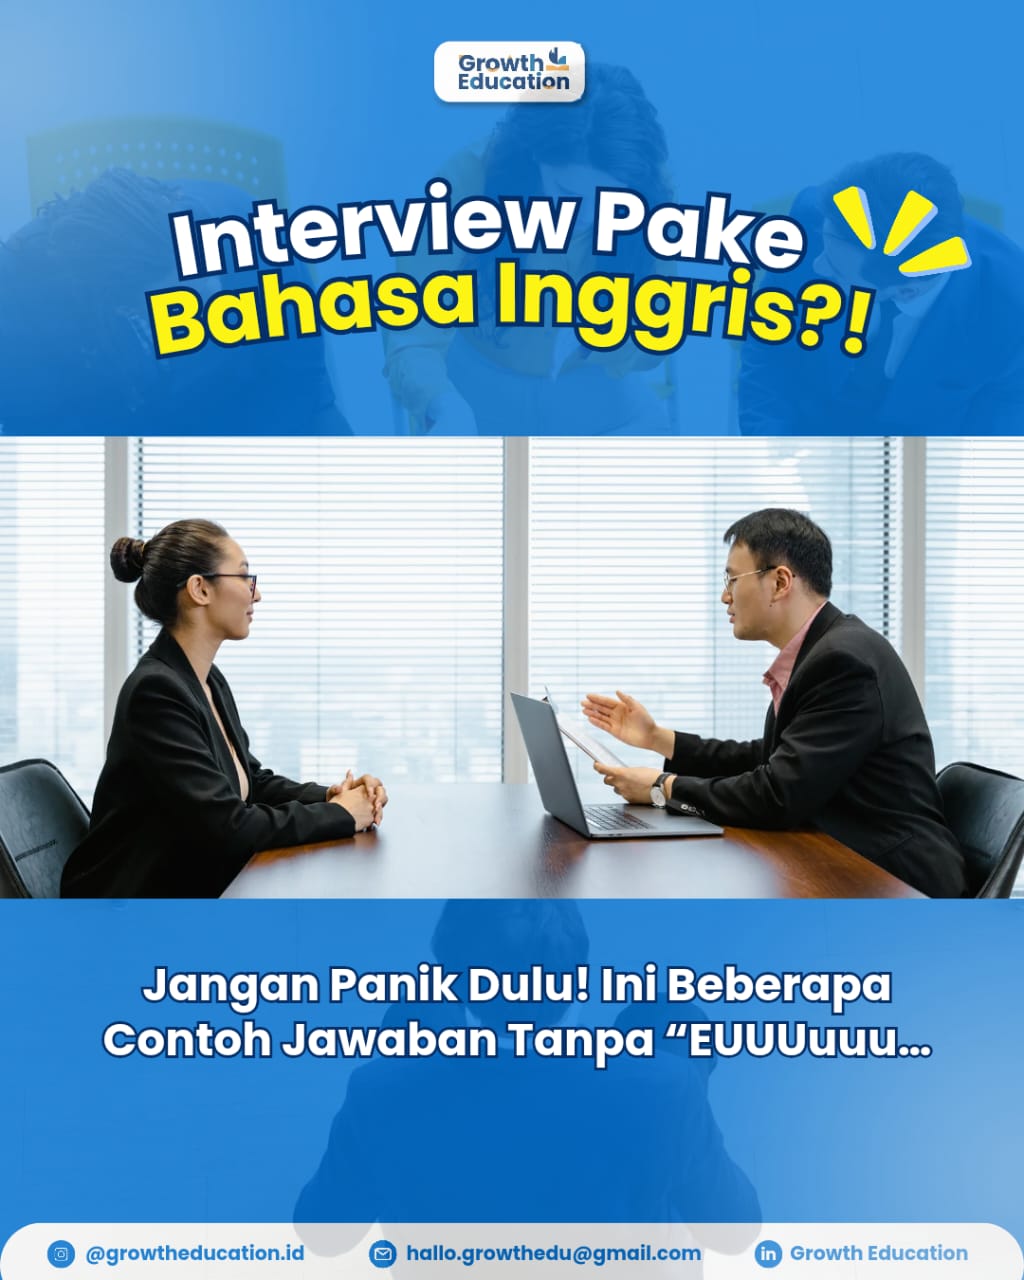 Growth
Education
Interview Pake
Bahasa Inggris?!
Jangan Panik Dulu! Ini Beberapa
Contoh Jawaban Tanpa “EUUUuuu...
@growtheducation.id
hallo.growthedu@gmail.com
in Growth Education